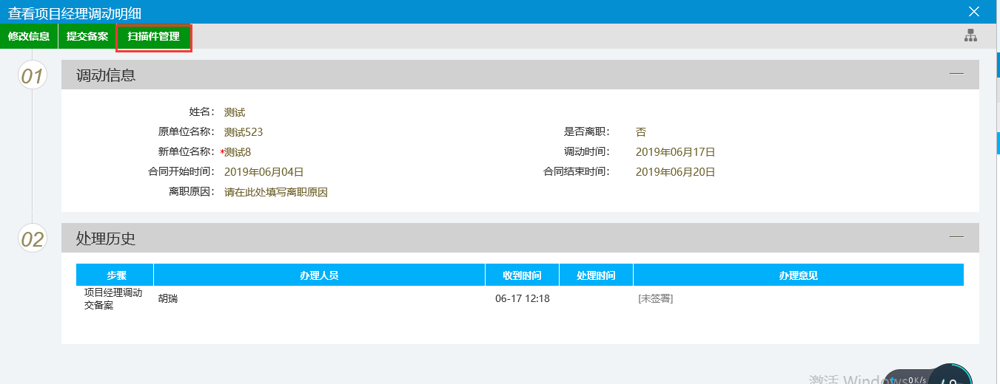 查看项目经理调动明细
修改信息 提交备案 扫描件管理
01 调动信息
姓名： 测试
原单位名称： 测试523 是否离职： 否
新单位名称： *测试8 调动时间： 2019年06月17日
合同开始时间： 2019年06月04日 合同结束时间： 2019年06月20日
离职原因： 请在此处填写离职原因
02 处理历史
步骤 办理人员 收到时间 处理时间 办理意见
项目经理调动
交备案 胡瑞 06-17 12:18 [未签署]
激活 Windows
0K/s